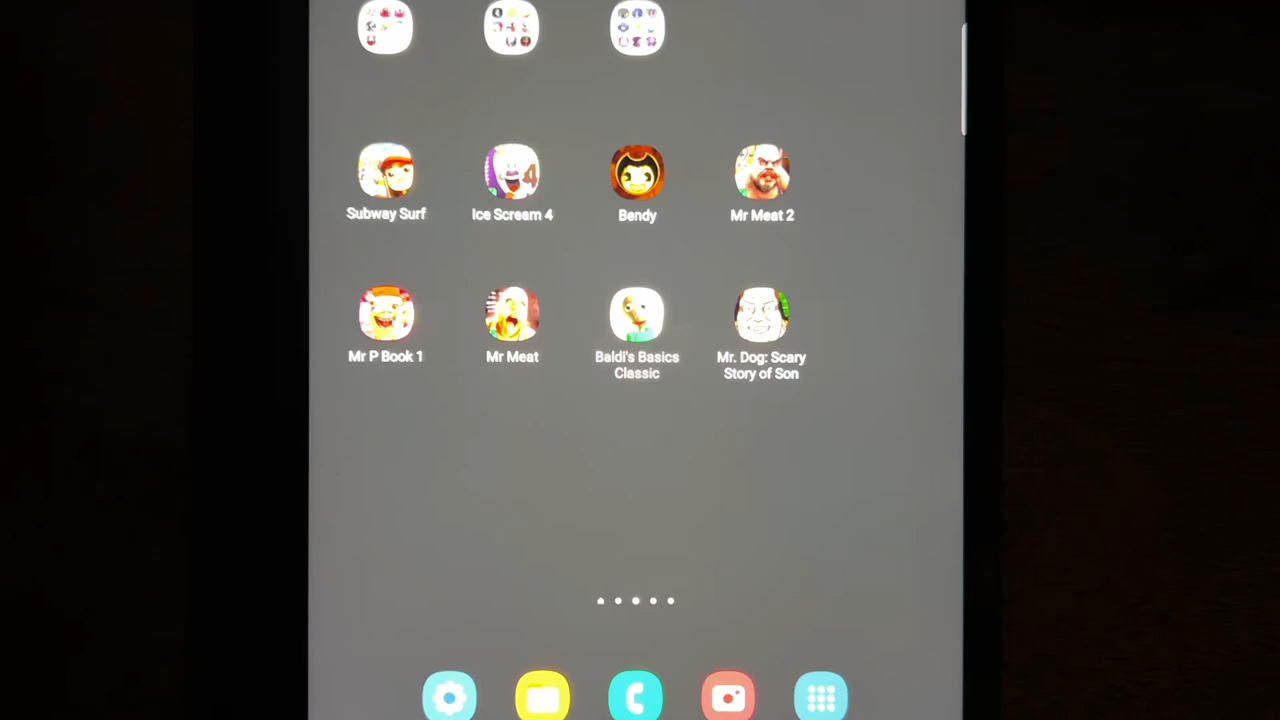 Subway Surf
Ice Scream 4
Bendy
Mr Meat 2
Mr P Book 1
Mr Meat
Baldi's Basics
Classic
Mr. Dog: Scary
Story of Son
4